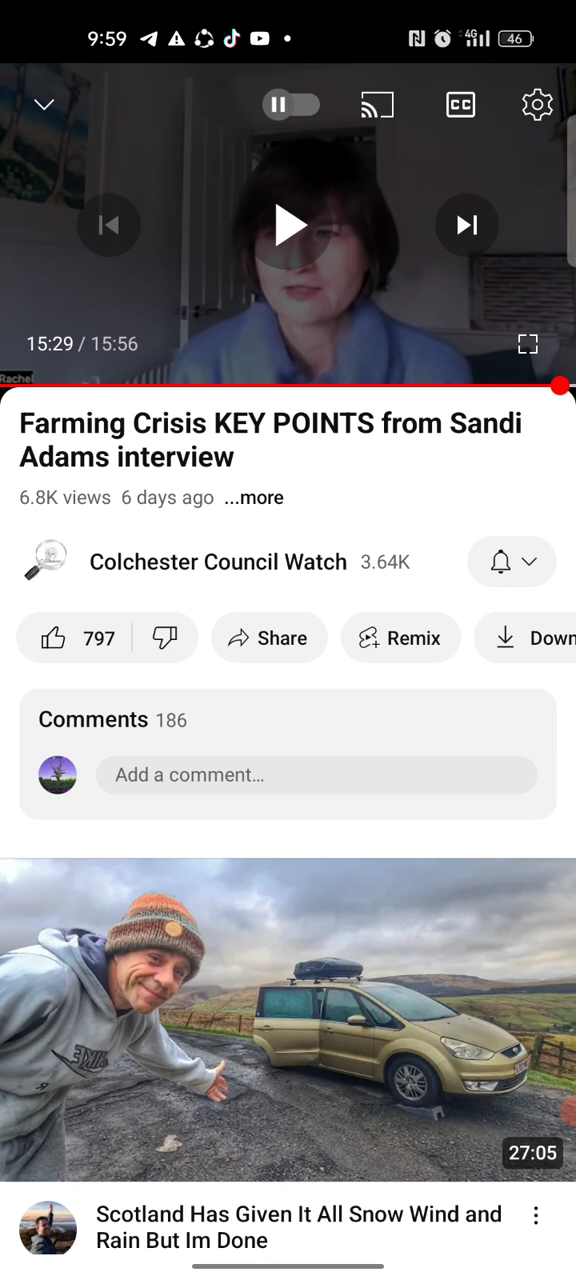 9:59
4G
46
CC
15:29 / 15:56
Rachel
Farming Crisis KEY POINTS from Sandi
Adams interview
6.8K views 6 days ago ...more
Colchester Council Watch 3.64K
797
Share
Remix
Down
Comments 186
Add a comment...
27:05
Scotland Has Given It All Snow Wind and
Rain But Im Done